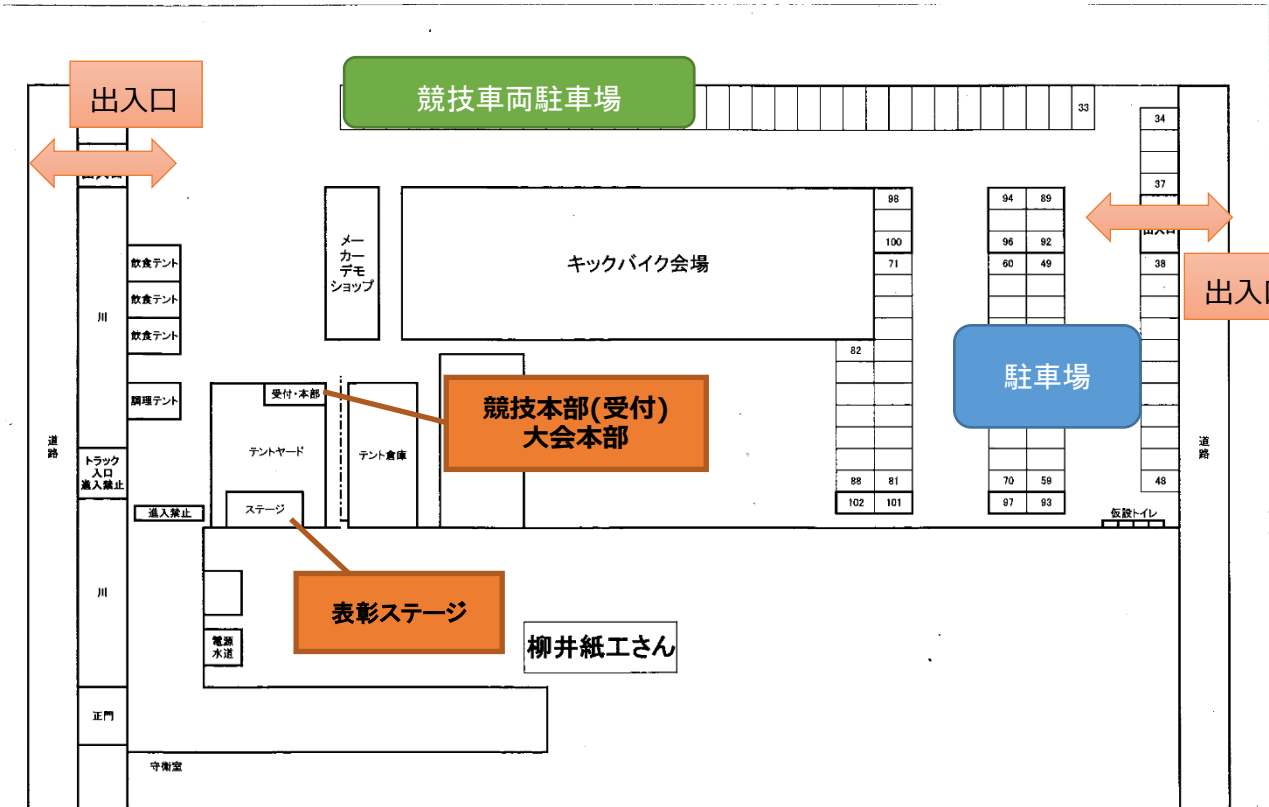 出入口
競技車両駐車場
33
34
37
出入口
出入口
98
100
71
94
89
96
92
60
49
38
メー
カー
デモ
ショップ
キックバイク会場
飲食テント
飲食テント
飲食テント
調理テント
川
82
駐車場
受付・本部
競技本部(受付)
大会本部
テントヤード
テント倉庫
道路
道路
トラック
入口
進入禁止
88
81
70
59
48
102
101
97
93
進入禁止
ステージ
仮設トイレ
川
表彰ステージ
電源
水道
柳井紙工さん
正門
守衛室